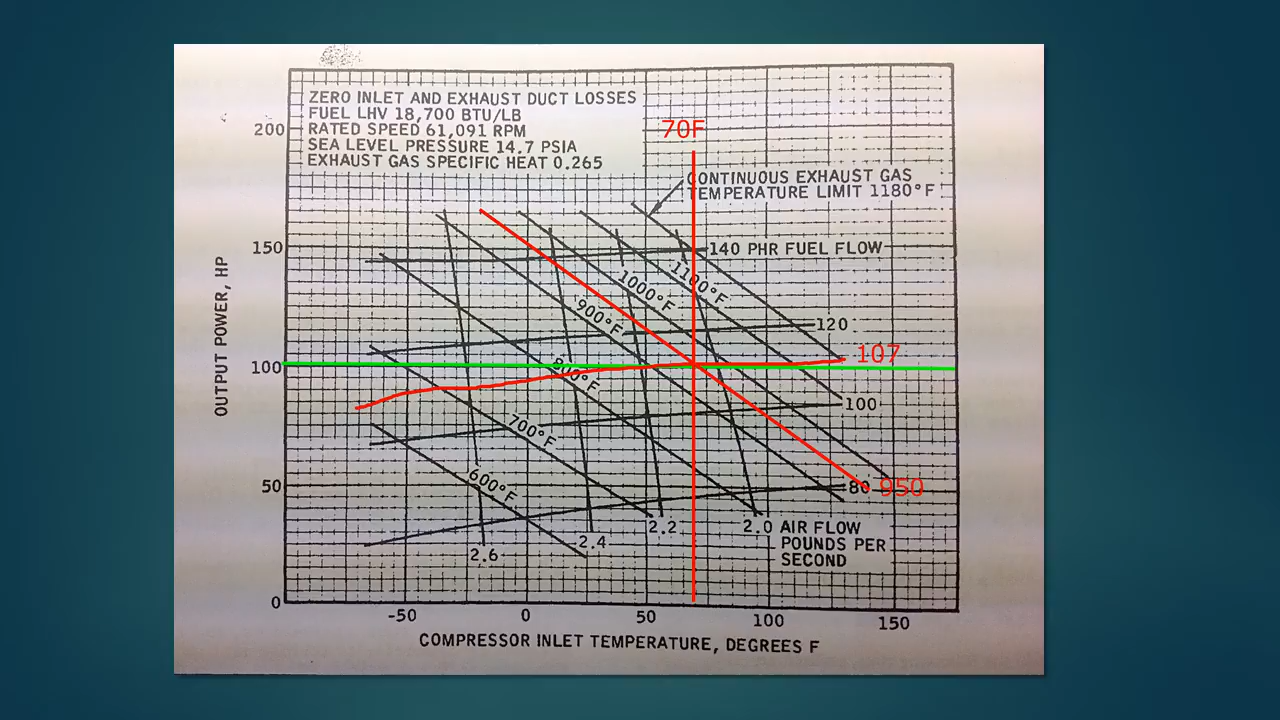 ZERO INLET AND EXHAUST DUCT LOSSES
FUEL LHV 18,700 BTU/LB
RATED SPEED 61,091 RPM
SEA LEVEL PRESSURE 14.7 PSIA
EXHAUST GAS SPECIFIC HEAT 0.265
200
70F
CONTINUOUS EXHAUST GAS
TEMPERATURE LIMIT 1180°F
150
140 PHR FUEL FLOW
1100°F
1000°F
900°F
120
107
OUTPUT POWER, HP
100
800°F
100
700°F
600°F
50
80
950
2.6
2.4
2.2
2.0 AIR FLOW
POUNDS PER
SECOND
0
-50
0
50
100
150
COMPRESSOR INLET TEMPERATURE, DEGREES F